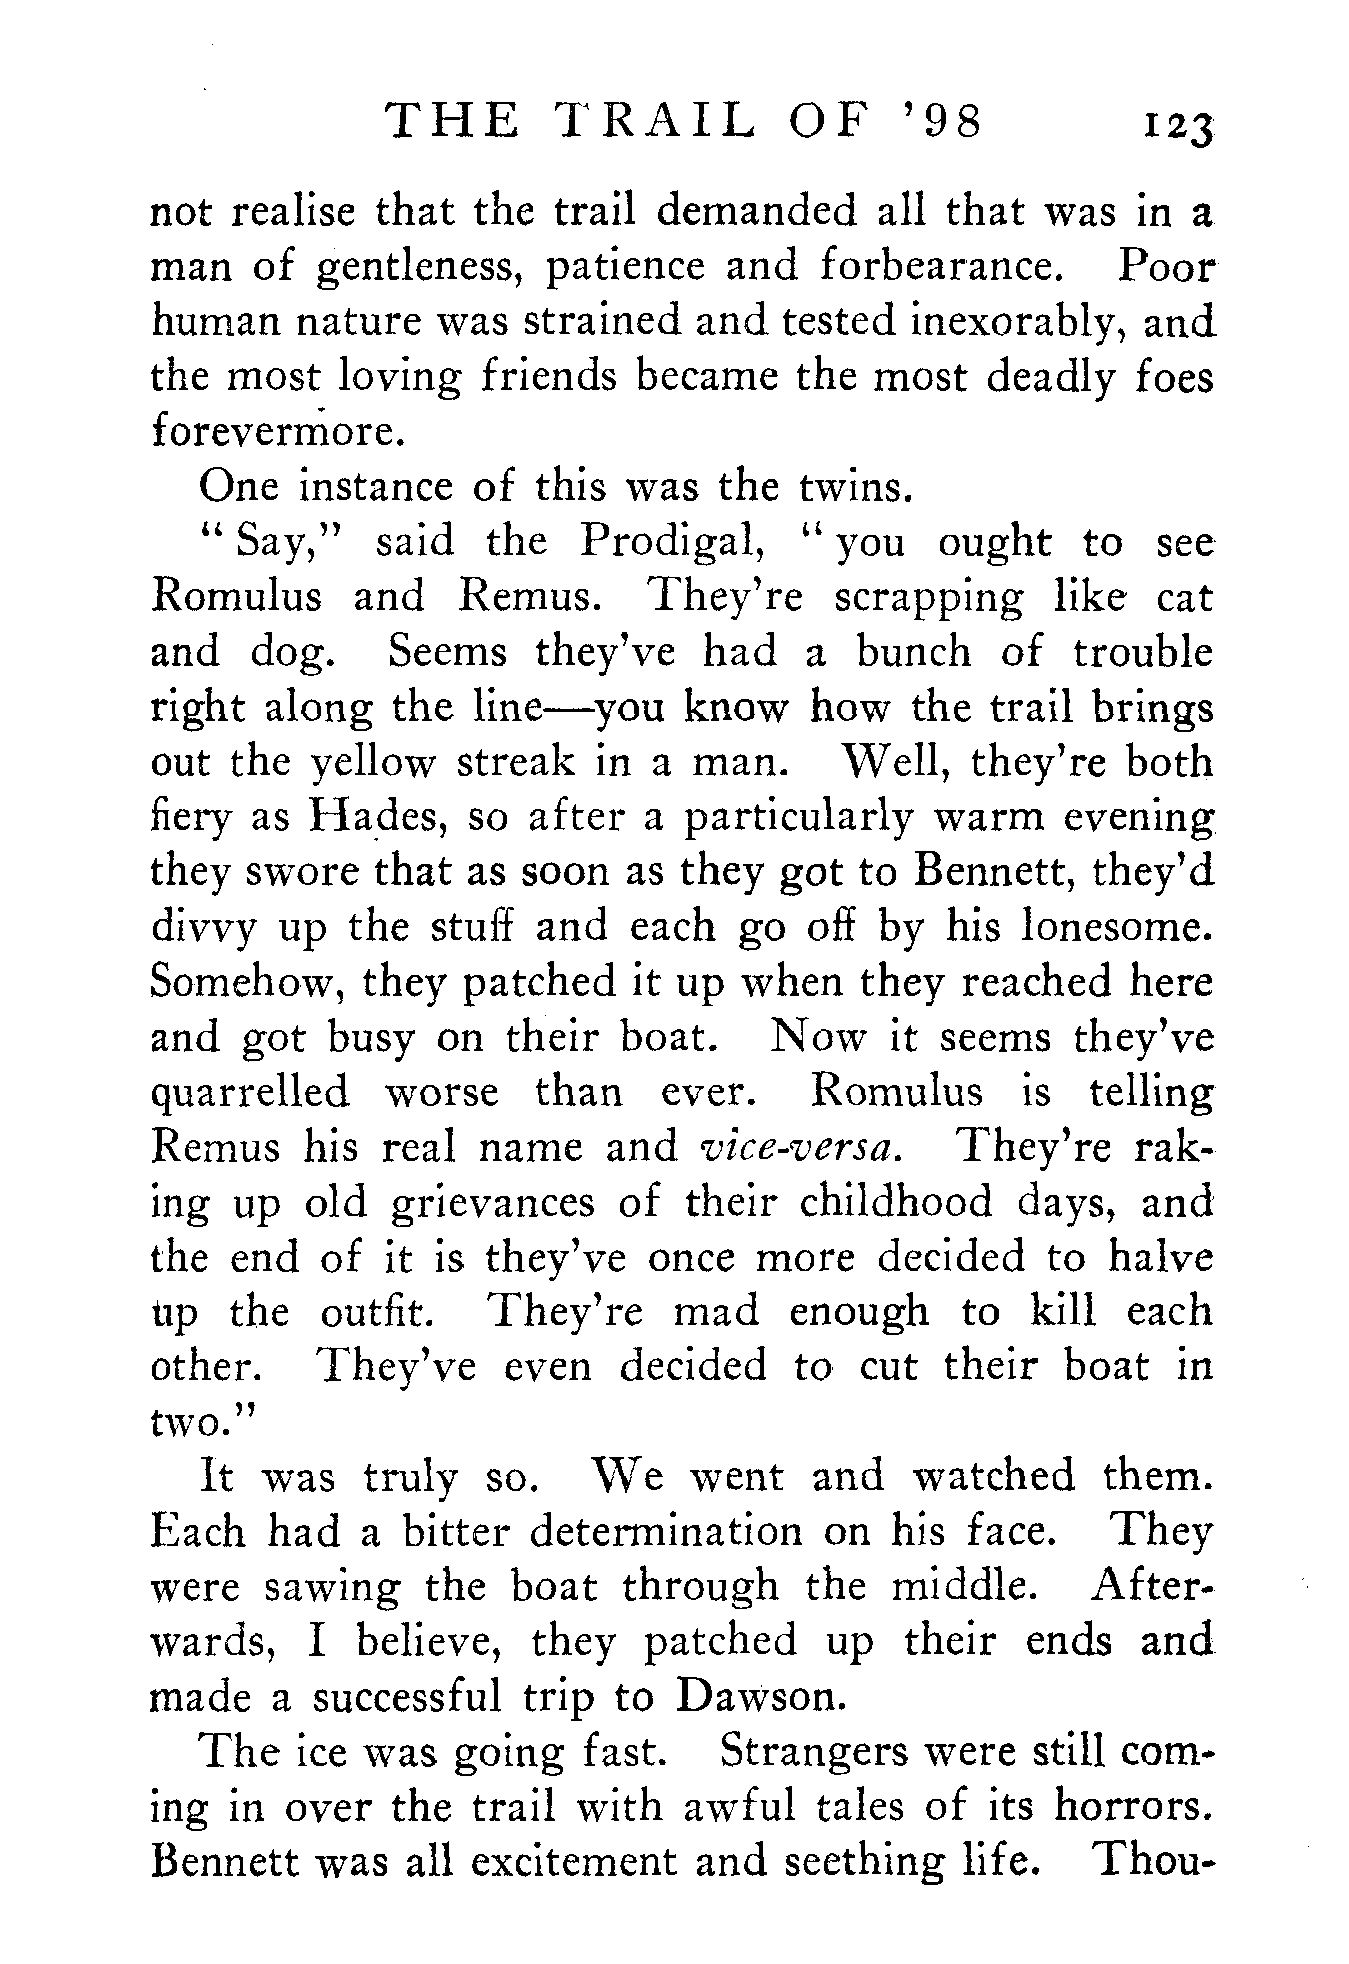 THE TRAIL OF '98 123
not realise that the trail demanded all that was in a
man of gentleness, patience and forbearance. Poor
human nature was strained and tested inexorably, and
the most loving friends became the most deadly foes
forevermore.
One instance of this was the twins.
"Say," said the Prodigal, "you ought to see
Romulus and Remus. They're scrapping like cat
and dog. Seems they've had a bunch of trouble
right along the line—you know how the trail brings
out the yellow streak in a man. Well, they're both
fiery as Hades, so after a particularly warm evening
they swore that as soon as they got to Bennett, they'd
divvy up the stuff and each go off by his lonesome.
Somehow, they patched it up when they reached here
and got busy on their boat. Now it seems they've
quarrelled worse than ever. Romulus is telling
Remus his real name and vice-versa. They're rak-
ing up old grievances of their childhood days, and
the end of it is they've once more decided to halve
up the outfit. They're mad enough to kill each
other. They've even decided to cut their boat in
two."
It was truly so. We went and watched them.
Each had a bitter determination on his face. They
were sawing the boat through the middle. After-
wards, I believe, they patched up their ends and
made a successful trip to Dawson.
The ice was going fast. Strangers were still com-
ing in over the trail with awful tales of its horrors.
Bennett was all excitement and seething life. Thou-